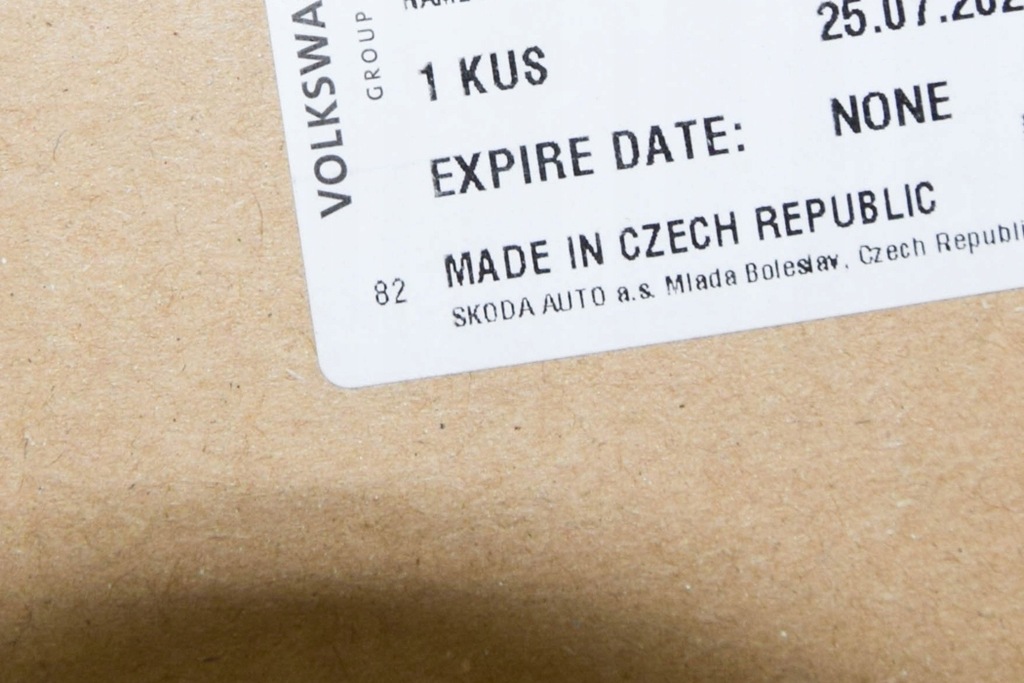 1 KUS
EXPIRE DATE: NONE
MADE IN CZECH REPUBLIC
82 SKODA AUTO a.s. Mlada Boleslav, Czech Republi
VOLKSWA
GROUP